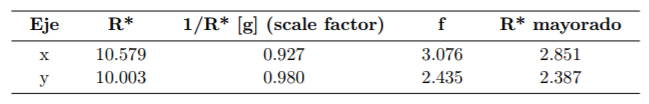 Eje R* 1/R* [g] (scale factor) f R* mayorado
x 10.579 0.927 3.076 2.851
y 10.003 0.980 2.435 2.387